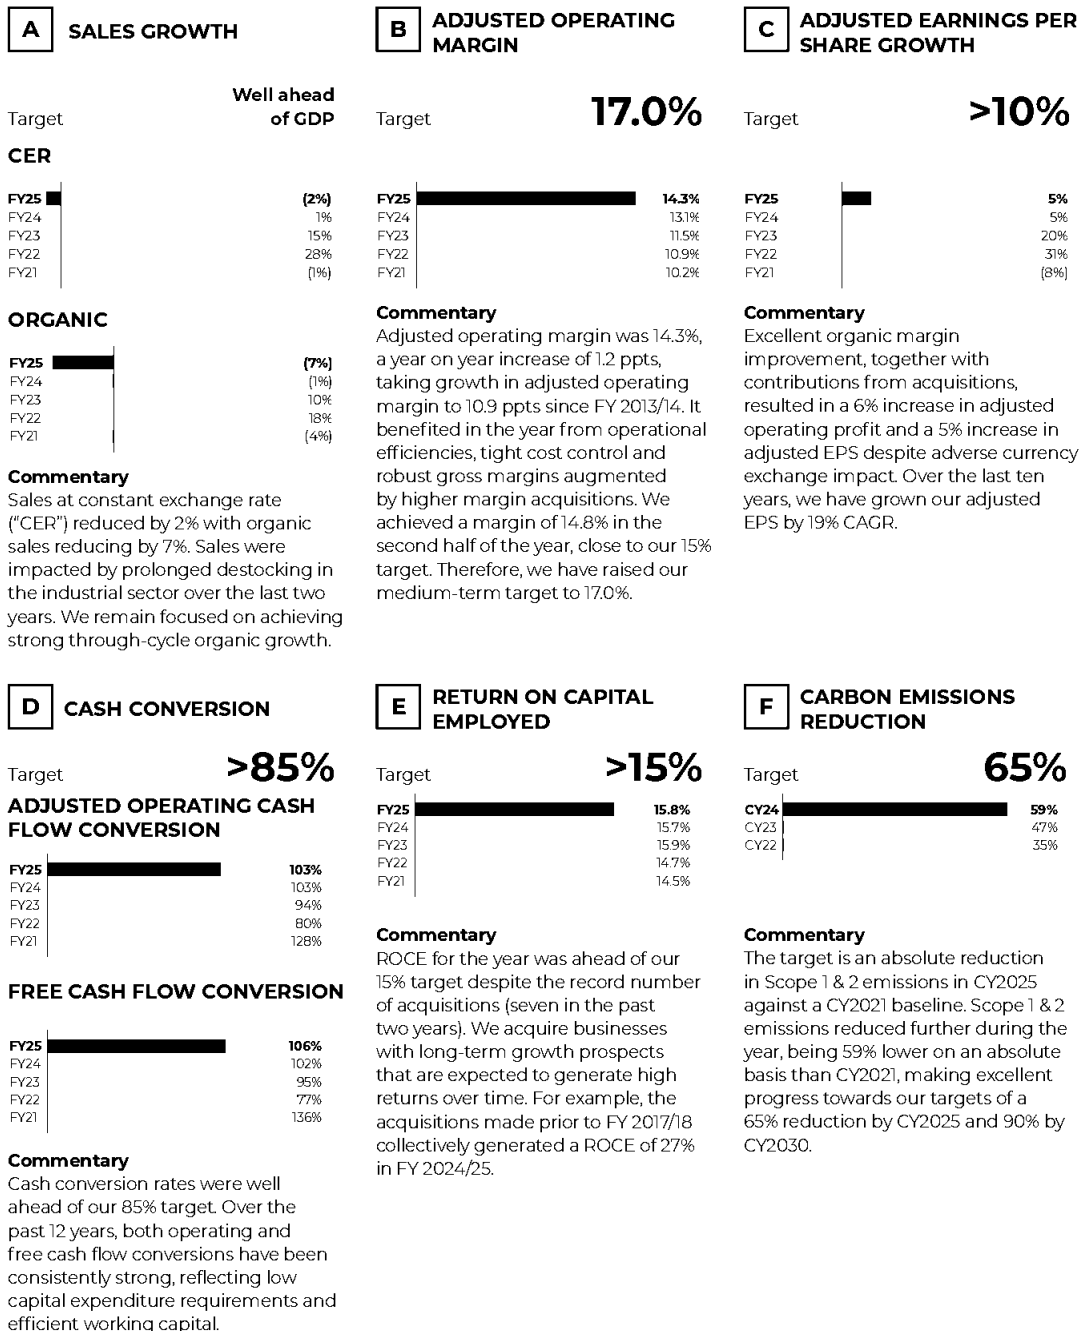 A SALES GROWTH
Target
Well ahead
of GDP
CER
FY25 (2%)
FY24 1%
FY23 15%
FY22 28%
FY21 (1%)
ORGANIC
FY25 (7%)
FY24 (1%)
FY23 10%
FY22 18%
FY21 (4%)
Commentary
Sales at constant exchange rate
(“CER”) reduced by 2% with organic
sales reducing by 7%. Sales were
impacted by prolonged destocking in
the industrial sector over the last two
years. We remain focused on achieving
strong through-cycle organic growth.
B ADJUSTED OPERATING
MARGIN
Target 17.0%
FY25 14.3%
FY24 13.1%
FY23 11.5%
FY22 10.9%
FY21 10.2%
Commentary
Adjusted operating margin was 14.3%,
a year on year increase of 1.2 ppts,
taking growth in adjusted operating
margin to 10.9 ppts since FY 2013/14. It
benefited in the year from operational
efficiencies, tight cost control and
robust gross margins augmented
by higher margin acquisitions. We
achieved a margin of 14.8% in the
second half of the year, close to our 15%
target. Therefore, we have raised our
medium-term target to 17.0%.
C ADJUSTED EARNINGS PER
SHARE GROWTH
Target >10%
FY25 5%
FY24 5%
FY23 20%
FY22 31%
FY21 (8%)
Commentary
Excellent organic margin
improvement, together with
contributions from acquisitions,
resulted in a 6% increase in adjusted
operating profit and a 5% increase in
adjusted EPS despite adverse currency
exchange impact. Over the last ten
years, we have grown our adjusted
EPS by 19% CAGR.
D CASH CONVERSION
Target >85%
ADJUSTED OPERATING CASH
FLOW CONVERSION
FY25 103%
FY24 103%
FY23 94%
FY22 80%
FY21 128%
FREE CASH FLOW CONVERSION
FY25 106%
FY24 102%
FY23 95%
FY22 77%
FY21 136%
Commentary
Cash conversion rates were well
ahead of our 85% target. Over the
past 12 years, both operating and
free cash flow conversions have been
consistently strong, reflecting low
capital expenditure requirements and
efficient working capital.
E RETURN ON CAPITAL
EMPLOYED
Target >15%
FY25 15.8%
FY24 15.7%
FY23 15.9%
FY22 14.7%
FY21 14.5%
Commentary
ROCE for the year was ahead of our
15% target despite the record number
of acquisitions (seven in the past
two years). We acquire businesses
with long-term growth prospects
that are expected to generate high
returns over time. For example, the
acquisitions made prior to FY 2017/18
collectively generated a ROCE of 27%
in FY 2024/25.
F CARBON EMISSIONS
REDUCTION
Target 65%
CY24 59%
CY23 47%
CY22 35%
Commentary
The target is an absolute reduction
in Scope 1 & 2 emissions in CY2025
against a CY2021 baseline. Scope 1 & 2
emissions reduced further during the
year, being 59% lower on an absolute
basis than CY2021, making excellent
progress towards our targets of a
65% reduction by CY2025 and 90% by
CY2030.